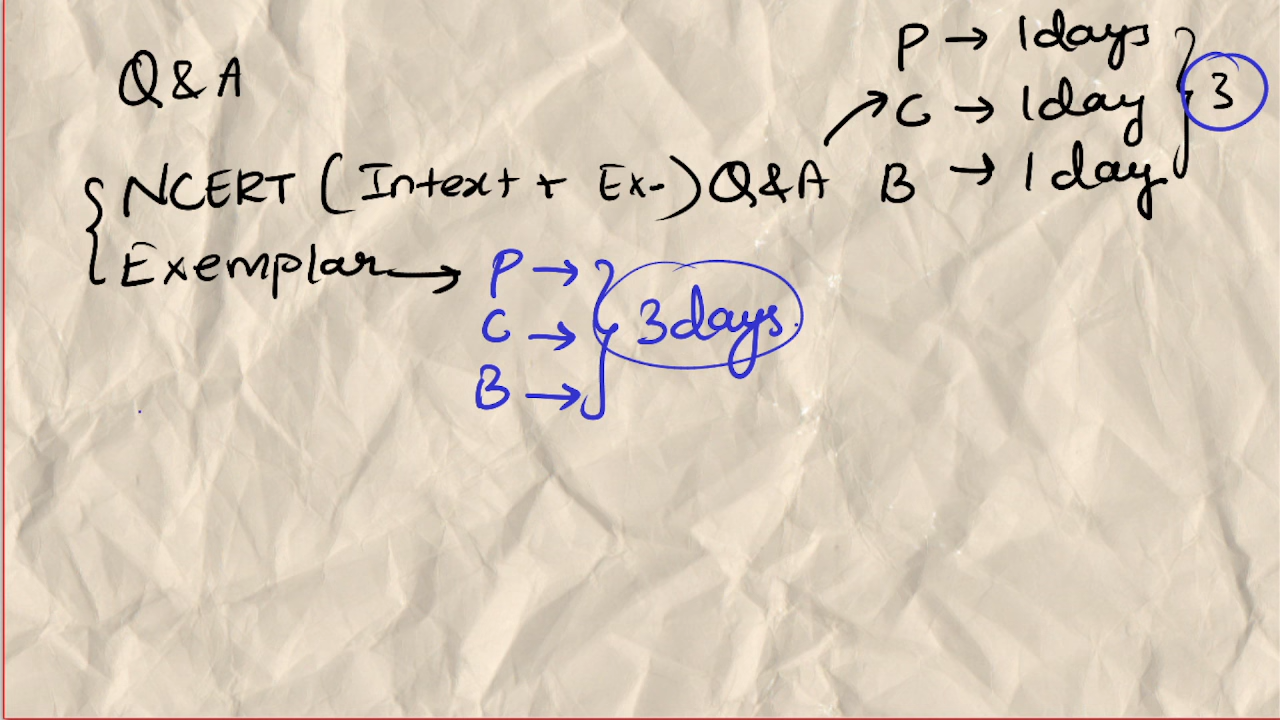 Q&A
P → 1days
C → 1day
B → 1day
3
NCERT (Intext + Ex-) Q&A
Exemplar → P →
C →
B →
3days